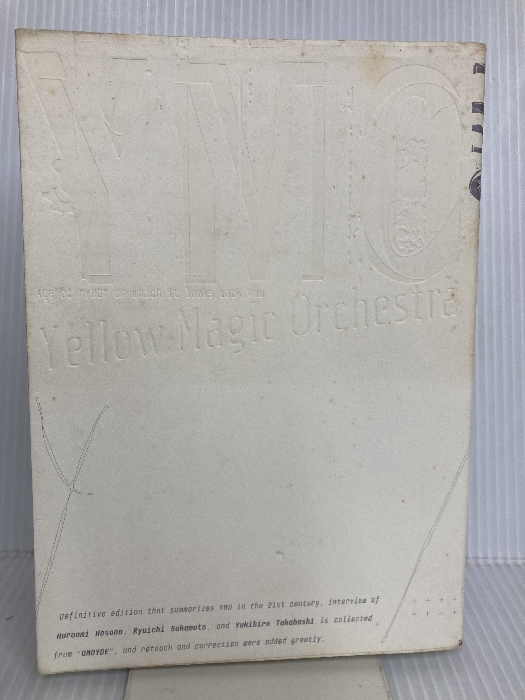 YMO
Yellow Magic Orchestra
Definitive edition that summarizes YMO in the 21st century, interview of
Haruomi Hosono, Ryuichi Sakamoto, and Yukihiro Takahashi is collected
from "OMOYDE", and retouch and correction were added greatly.